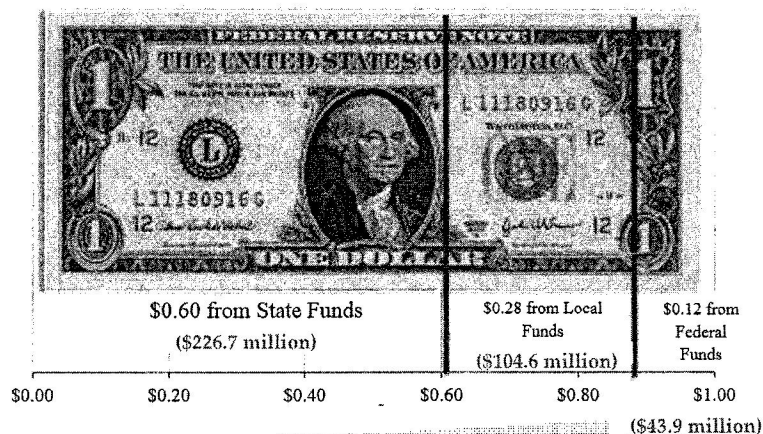 FEDERAL RESERVE NOTE
THE UNITED STATES OF AMERICA
L11180916G
WASHINGTON, D.C.
12
12
L
L11180916G
12
12
1
1
1
1
ONE DOLLAR
$0.60 from State Funds
($226.7 million)
$0.28 from Local
Funds
($104.6 million)
$0.12 from
Federal
Funds
$0.00
$0.20
$0.40
$0.60
$0.80
$1.00
($43.9 million)